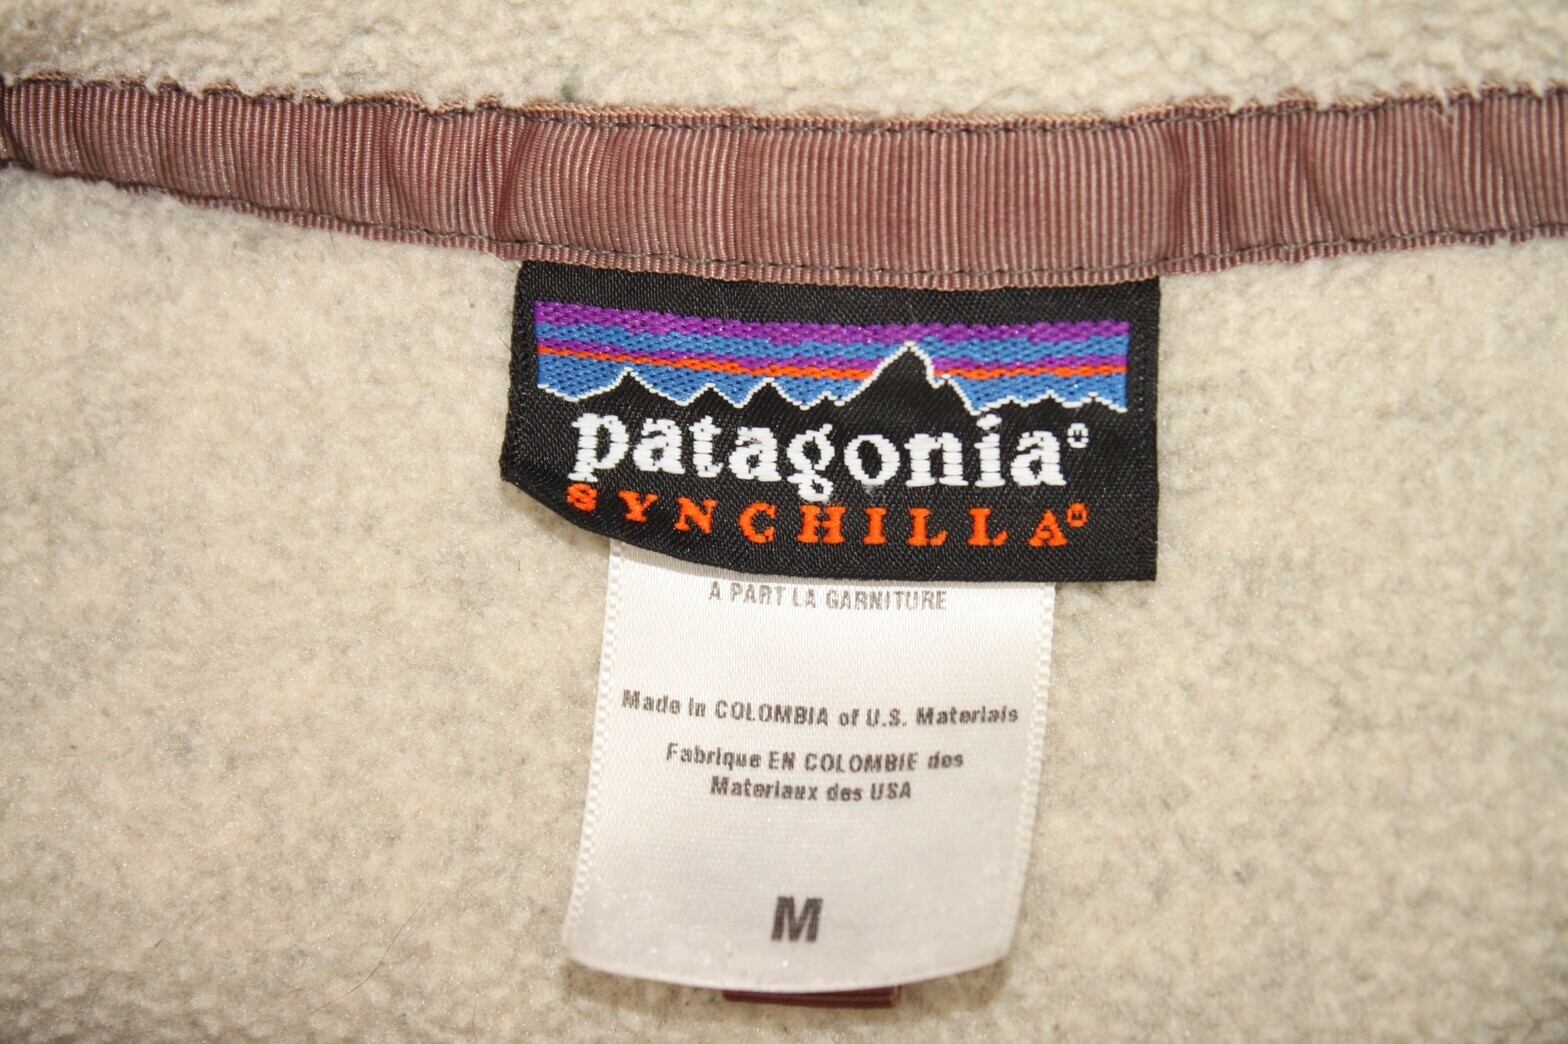 patagonia®
SYNCHILLA®
A PART LA GARNITURE
Made in COLOMBIA of U.S. Materials
Fabrique EN COLOMBIE des
Materiaux des USA
M